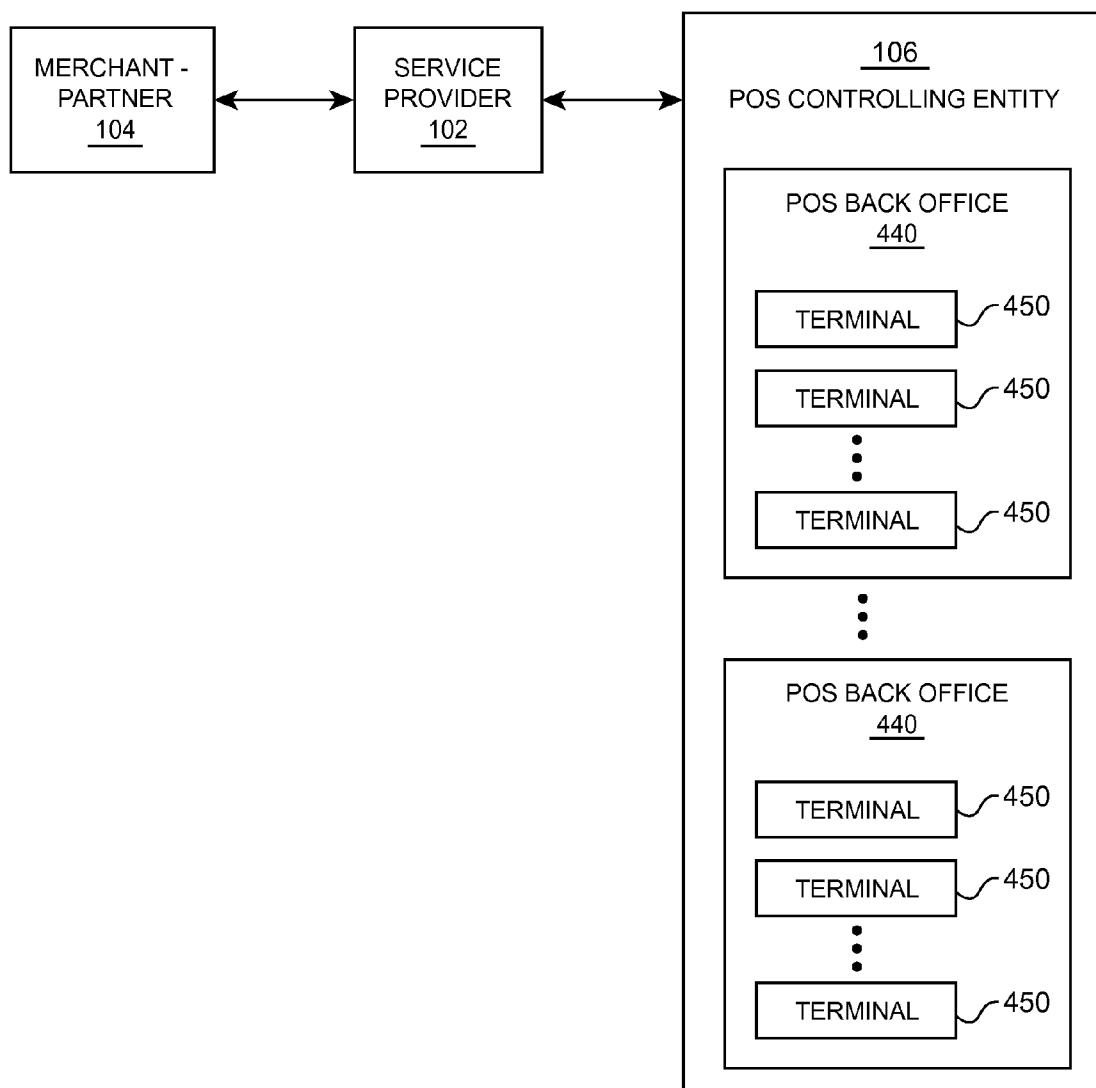 MERCHANT -
PARTNER
104
SERVICE
PROVIDER
102
106
POS CONTROLLING ENTITY
POS BACK OFFICE
440
TERMINAL 450
TERMINAL 450
TERMINAL 450
POS BACK OFFICE
440
TERMINAL 450
TERMINAL 450
TERMINAL 450